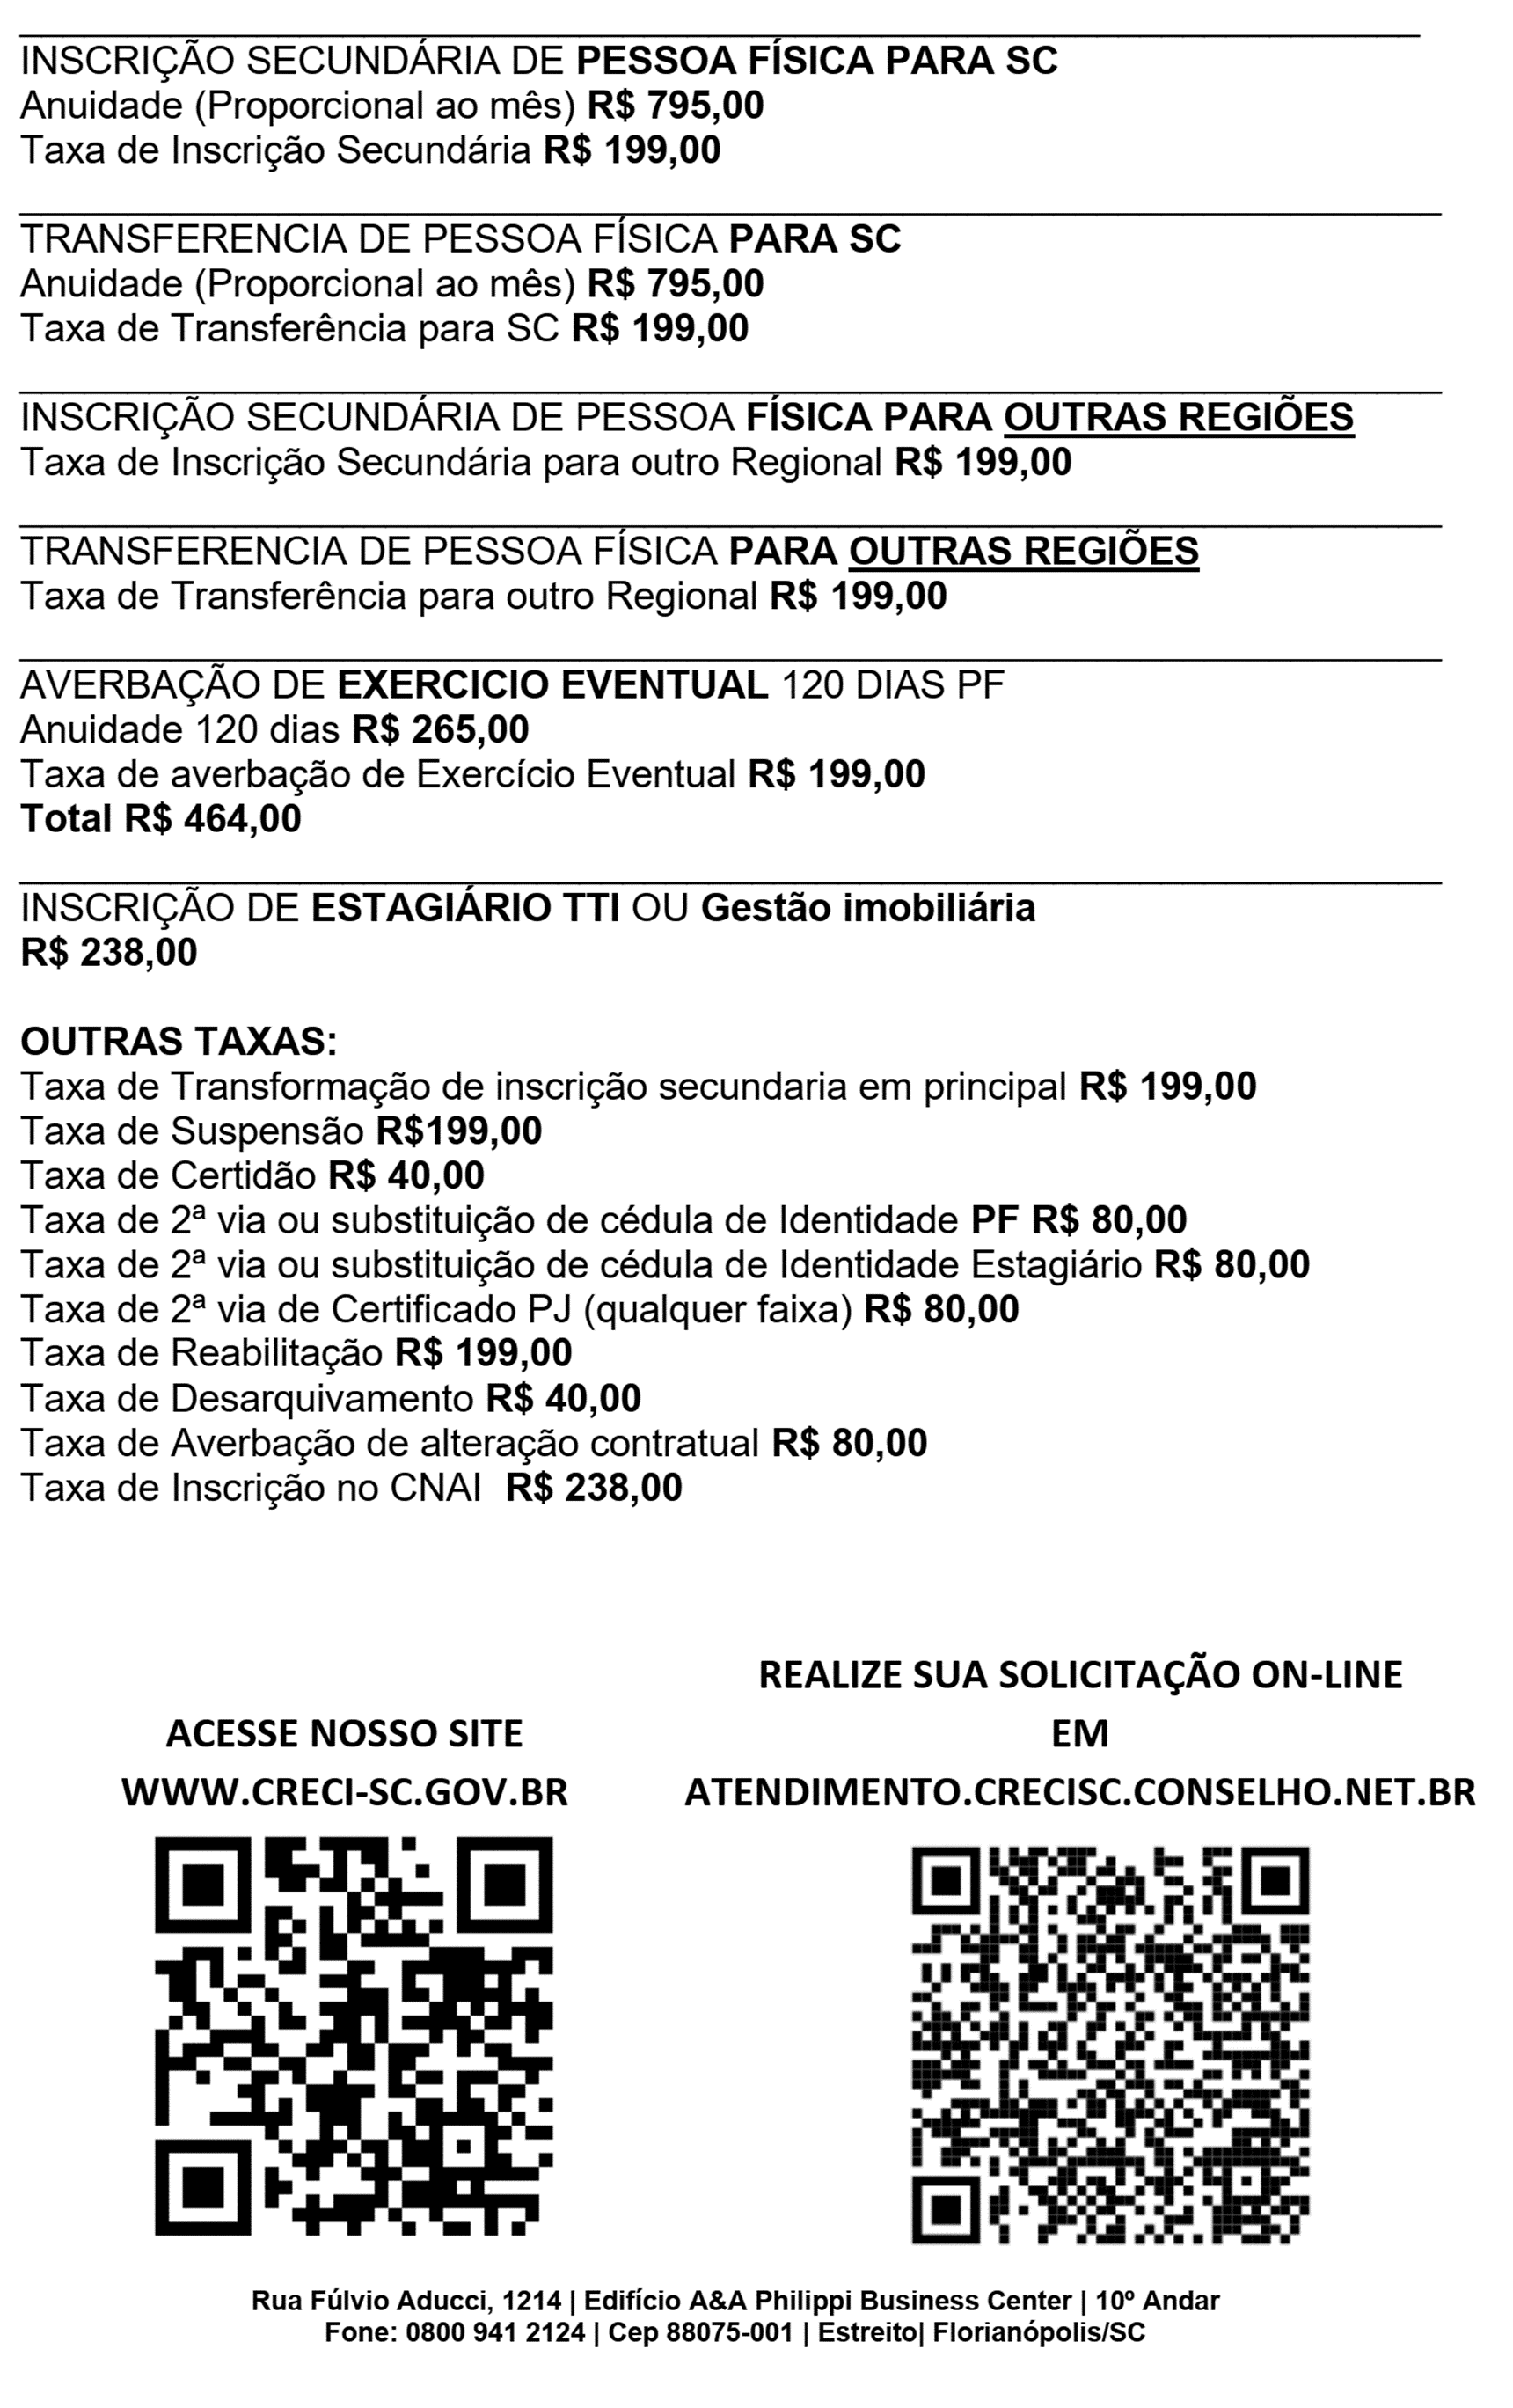 INSCRIÇÃO SECUNDÁRIA DE PESSOA FÍSICA PARA SC
Anuidade (Proporcional ao mês) R$ 795,00
Taxa de Inscrição Secundária R$ 199,00
TRANSFERENCIA DE PESSOA FÍSICA PARA SC
Anuidade (Proporcional ao mês) R$ 795,00
Taxa de Transferência para SC R$ 199,00
INSCRIÇÃO SECUNDÁRIA DE PESSOA FÍSICA PARA OUTRAS REGIÕES
Taxa de Inscrição Secundária para outro Regional R$ 199,00
TRANSFERENCIA DE PESSOA FÍSICA PARA OUTRAS REGIÕES
Taxa de Transferência para outro Regional R$ 199,00
AVERBAÇÃO DE EXERCICIO EVENTUAL 120 DIAS PF
Anuidade 120 dias R$ 265,00
Taxa de averbação de Exercício Eventual R$ 199,00
Total R$ 464,00
INSCRIÇÃO DE ESTAGIÁRIO TTI OU Gestão imobiliária
R$ 238,00
OUTRAS TAXAS:
Taxa de Transformação de inscrição secundaria em principal R$ 199,00
Taxa de Suspensão R$199,00
Taxa de Certidão R$ 40,00
Taxa de 2ª via ou substituição de cédula de Identidade PF R$ 80,00
Taxa de 2ª via ou substituição de cédula de Identidade Estagiário R$ 80,00
Taxa de 2ª via de Certificado PJ (qualquer faixa) R$ 80,00
Taxa de Reabilitação R$ 199,00
Taxa de Desarquivamento R$ 40,00
Taxa de Averbação de alteração contratual R$ 80,00
Taxa de Inscrição no CNAI R$ 238,00
ACESSE NOSSO SITE
WWW.CRECI-SC.GOV.BR
REALIZE SUA SOLICITAÇÃO ON-LINE
EM
ATENDIMENTO.CRECISC.CONSELHO.NET.BR
Rua Fúlvio Aducci, 1214 | Edifício A&A Philippi Business Center | 10º Andar
Fone: 0800 941 2124 | Cep 88075-001 | Estreito| Florianópolis/SC